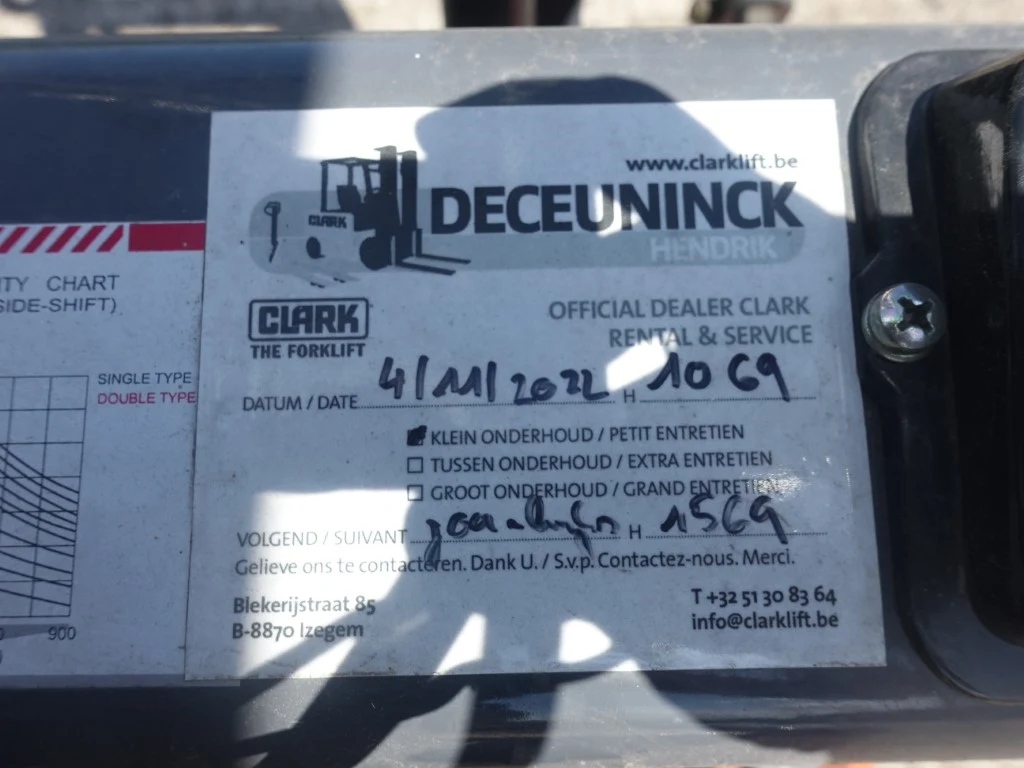 www.clarklift.be
CLARK
DECEUNINCK
HENDRIK
CLARK
THE FORKLIFT
OFFICIAL DEALER CLARK
RENTAL & SERVICE
DATUM / DATE 4/11/2022 H 1069
KLEIN ONDERHOUD / PETIT ENTRETIEN
TUSSEN ONDERHOUD / EXTRA ENTRETIEN
GROOT ONDERHOUD / GRAND ENTRETIEN
VOLGEND / SUIVANT H 1569
Gelieve ons te contacteren. Dank U. / S.v.p. Contactez-nous. Merci.
Blekerijstraat 85
B-8870 Izegem
T +32 51 30 83 64
info@clarklift.be
CHART
SIDE-SHIFT)
SINGLE TYPE
DOUBLE TYPE
900